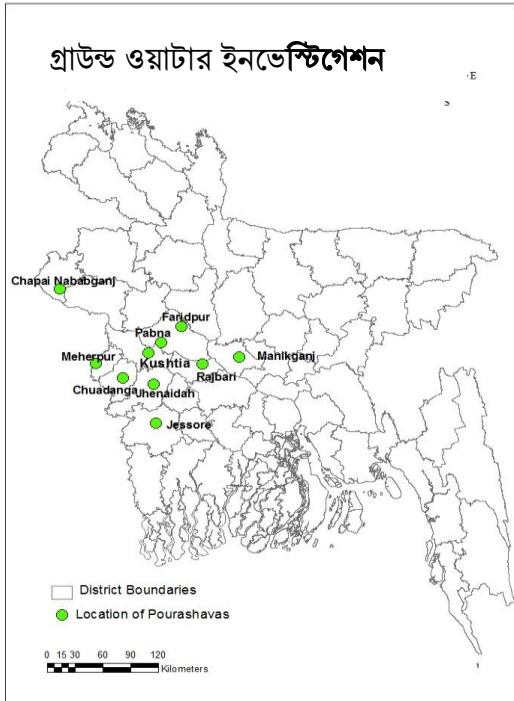 গ্রাউন্ড ওয়াটার ইনভেস্টিগেশন
E
S
Chapai Nababganj
Faridpur
Pabna
Meherpur
Kushtia
Manikganj
Rajbari
Chuadanga
Jhenaidah
Jessore
District Boundaries
Location of Pourashavas
0 15 30 60 90 120
Kilometers
1